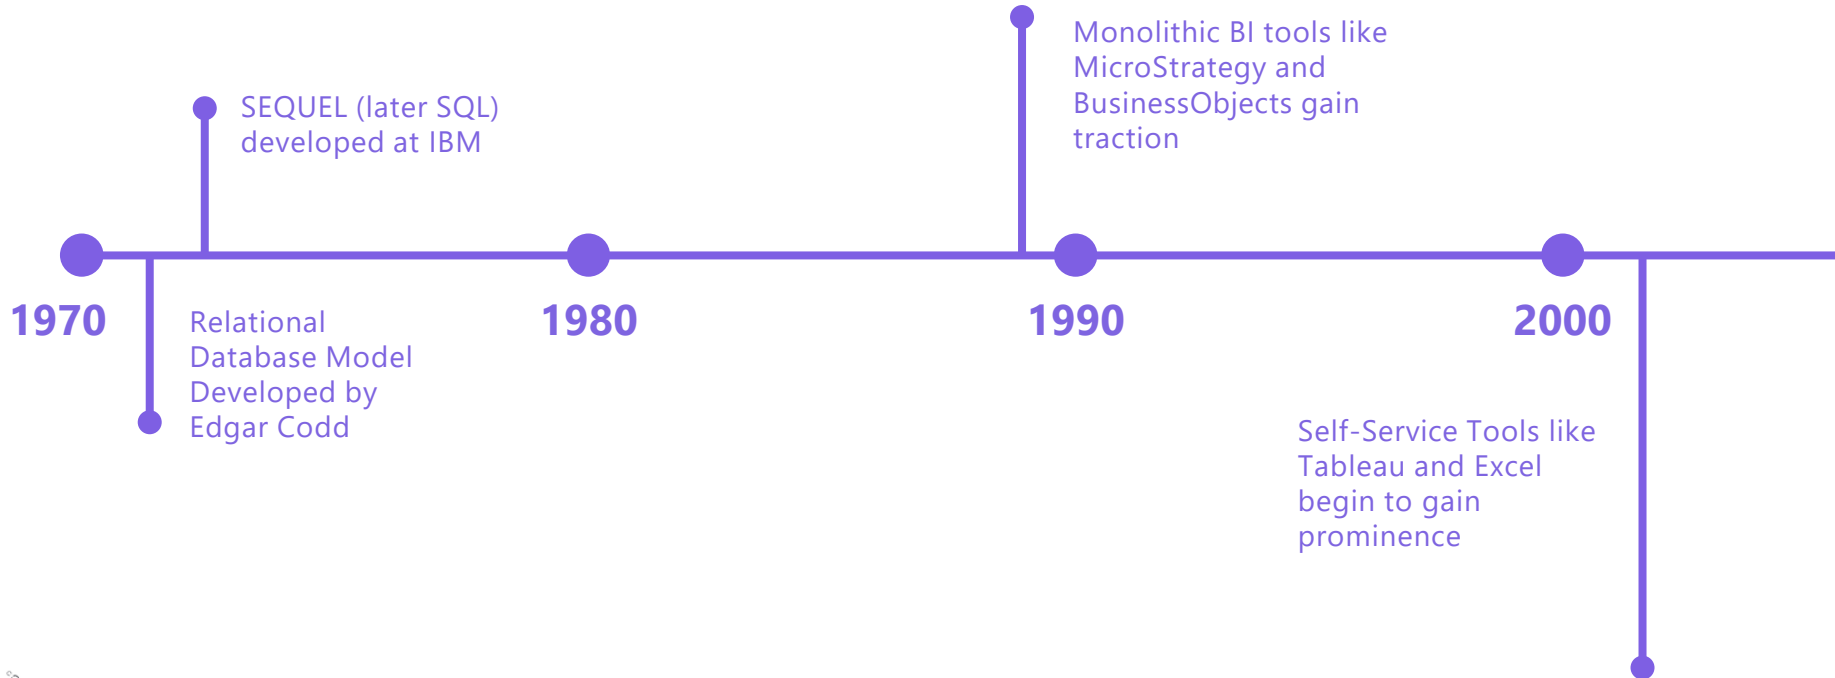 Monolithic BI tools like
MicroStrategy and
BusinessObjects gain
traction
SEQUEL (later SQL)
developed at IBM
1970
1980
1990
2000
Relational
Database Model
Developed by
Edgar Codd
Self-Service Tools like
Tableau and Excel
begin to gain
prominence